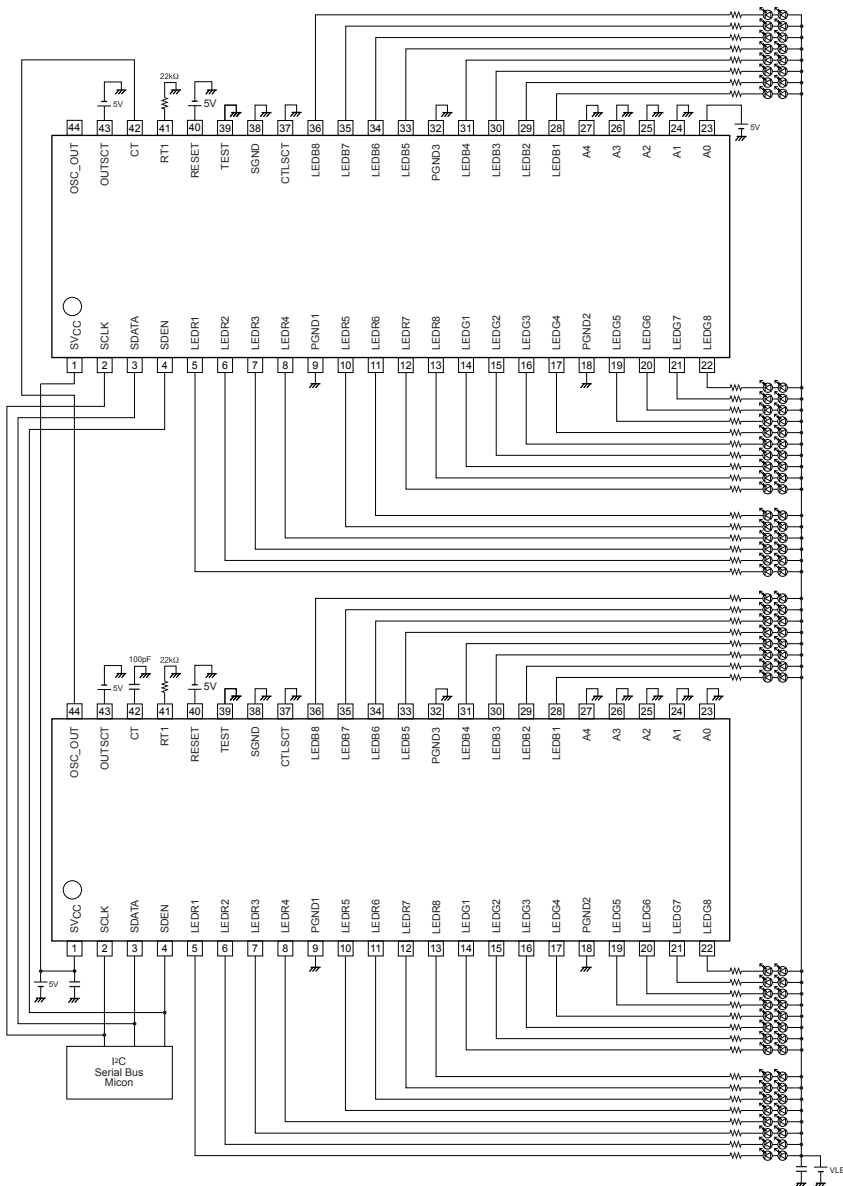 22kΩ
5V
5V
44 43 42 41 40 39 38 37 36 35 34 33 32 31 30 29 28 27 26 25 24 23
5V
OSC_OUT OUTSCT CT RT1 RESET TEST SGND CTLSCT LEDB8 LEDB7 LEDB6 LEDB5 PGND3 LEDB4 LEDB3 LEDB2 LEDB1 A4 A3 A2 A1 A0
SVCC SCLK SDATA SDEN LEDR1 LEDR2 LEDR3 LEDR4 PGND1 LEDR5 LEDR6 LEDR7 LEDR8 LEDG1 LEDG2 LEDG3 LEDG4 PGND2 LEDG5 LEDG6 LEDG7 LEDG8
1 2 3 4 5 6 7 8 9 10 11 12 13 14 15 16 17 18 19 20 21 22
100pF 22kΩ
5V
5V
44 43 42 41 40 39 38 37 36 35 34 33 32 31 30 29 28 27 26 25 24 23
OSC_OUT OUTSCT CT RT1 RESET TEST SGND CTLSCT LEDB8 LEDB7 LEDB6 LEDB5 PGND3 LEDB4 LEDB3 LEDB2 LEDB1 A4 A3 A2 A1 A0
SVCC SCLK SDATA SDEN LEDR1 LEDR2 LEDR3 LEDR4 PGND1 LEDR5 LEDR6 LEDR7 LEDR8 LEDG1 LEDG2 LEDG3 LEDG4 PGND2 LEDG5 LEDG6 LEDG7 LEDG8
1 2 3 4 5 6 7 8 9 10 11 12 13 14 15 16 17 18 19 20 21 22
5V
I²C
Serial Bus
Micon